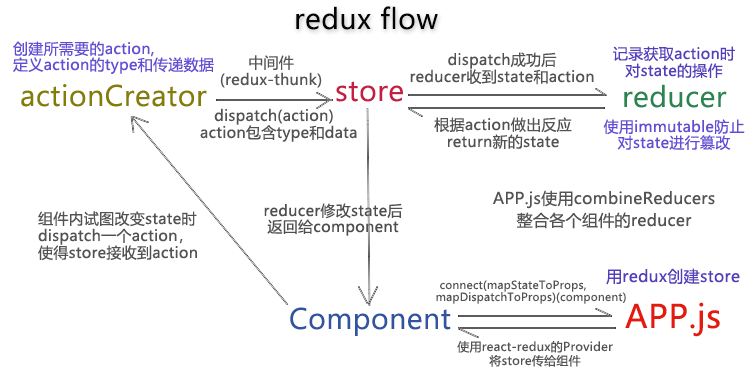 redux flow
创建所需要的action,
定义action的type和传递数据
actionCreator
中间件
(redux-thunk)
dispatch(action)
action包含type和data
store
dispatch成功后
reducer收到state和action
根据action做出反应
return新的state
记录获取action时
对state的操作
reducer
使用immutable防止
对state进行篡改
组件内试图改变state时
dispatch一个action，
使得store接收到action
reducer修改state后
返回给component
APP.js使用combineReducers
整合各个组件的reducer
Component
connect(mapStateToProps,
mapDispatchToProps)(component)
使用react-redux的Provider
将store传给组件
用redux创建store
APP.js